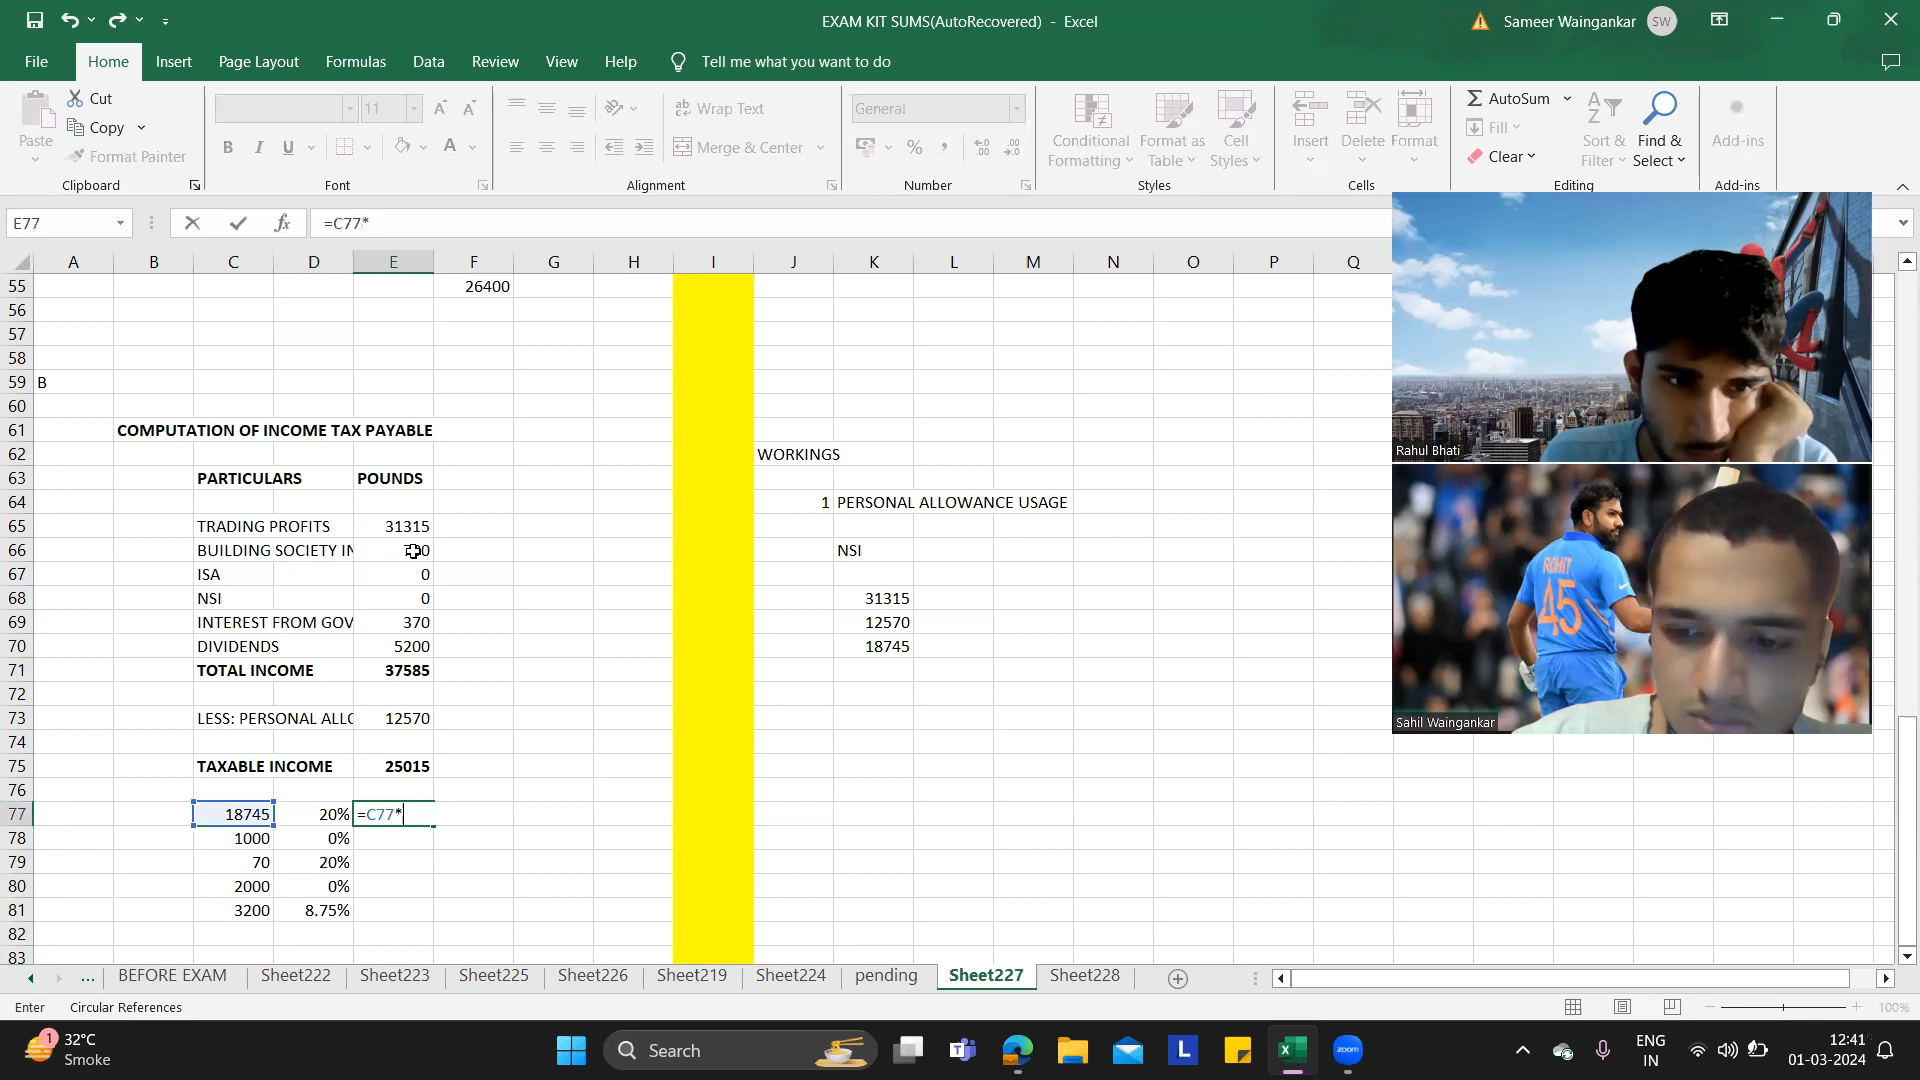 EXAM KIT SUMS(AutoRecovered) - Excel
Sameer Waingankar SW
File Home Insert Page Layout Formulas Data Review View Help Tell me what you want to do
Cut
Copy
Format Painter
Paste
Clipboard
11
Font
Wrap Text
Merge & Center
Alignment
General
Number
Conditional Formatting
Format as Table
Cell Styles
Styles
Insert
Delete
Format
Cells
AutoSum
Fill
Clear
Sort & Filter
Find & Select
Editing
Add-ins
Add-ins
E77 fx =C77*
A B C D E F G H I J K L M N O P Q
55 26400
56
57
58
59 B
60
61 COMPUTATION OF INCOME TAX PAYABLE
62 WORKINGS
63 PARTICULARS POUNDS
64 1 PERSONAL ALLOWANCE USAGE
65 TRADING PROFITS 31315
66 BUILDING SOCIETY IN NSI
67 ISA 0
68 NSI 0 31315
69 INTEREST FROM GOV 370 12570
70 DIVIDENDS 5200 18745
71 TOTAL INCOME 37585
72
73 LESS: PERSONAL ALLO 12570
74
75 TAXABLE INCOME 25015
76
77 18745 20% =C77*
78 1000 0%
79 70 20%
80 2000 0%
81 3200 8.75%
82
83
Rahul Bhati
ROHIT
45
Sahil Waingankar
... BEFORE EXAM Sheet222 Sheet223 Sheet225 Sheet226 Sheet219 Sheet224 pending Sheet227 Sheet228
Enter Circular References 100%
1
32°C
Smoke
Search
L
zoom
ENG
IN
12:41
01-03-2024